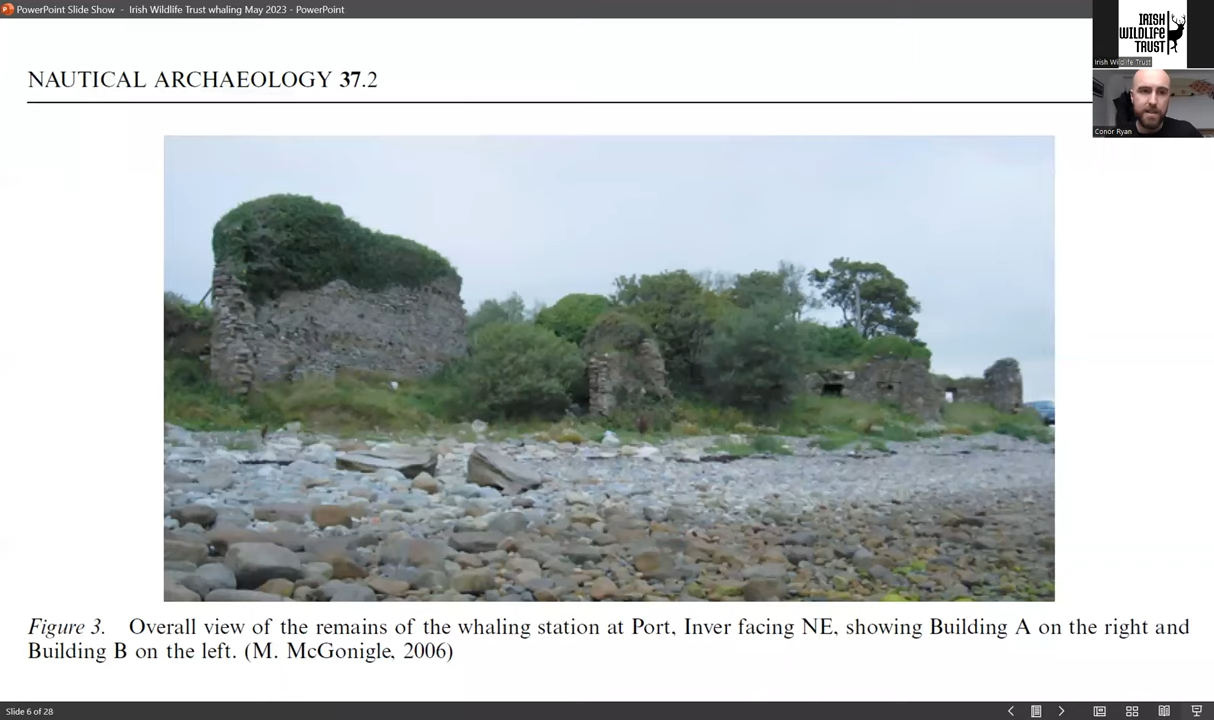 PowerPoint Slide Show - Irish Wildlife Trust whaling May 2023 - PowerPoint
IRISH
WILDLIFE
TRUST
Irish Wildlife Trust
Conor Ryan
NAUTICAL ARCHAEOLOGY 37.2
Figure 3. Overall view of the remains of the whaling station at Port, Inver facing NE, showing Building A on the right and
Building B on the left. (M. McGonigle, 2006)
Slide 6 of 28